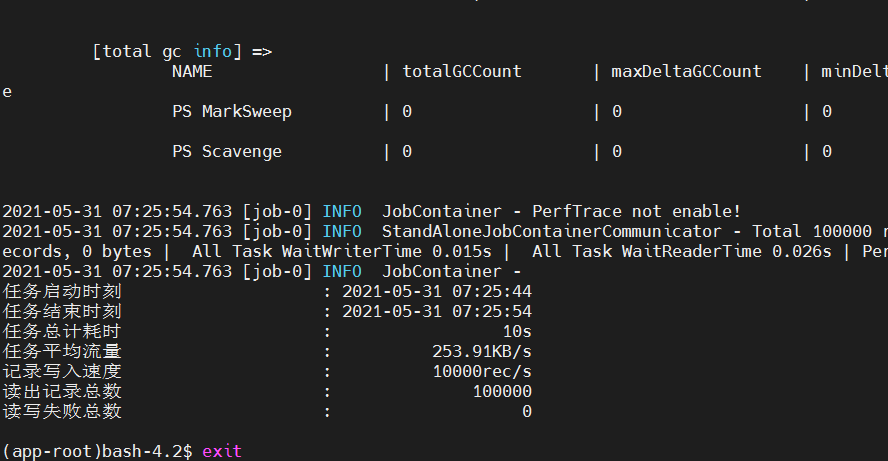 [total gc info] =>
NAME | totalGCCount | maxDeltaGCCount | minDelt
e
PS MarkSweep | 0 | 0 | 0
PS Scavenge | 0 | 0 | 0
2021-05-31 07:25:54.763 [job-0] INFO JobContainer - PerfTrace not enable!
2021-05-31 07:25:54.763 [job-0] INFO StandAloneJobContainerCommunicator - Total 100000 r
ecords, 0 bytes | All Task WaitWriterTime 0.015s | All Task WaitReaderTime 0.026s | Per
2021-05-31 07:25:54.763 [job-0] INFO JobContainer -
任务启动时刻 : 2021-05-31 07:25:44
任务结束时刻 : 2021-05-31 07:25:54
任务总计耗时 : 10s
任务平均流量 : 253.91KB/s
记录写入速度 : 10000rec/s
读出记录总数 : 100000
读写失败总数 : 0
(app-root)bash-4.2$ exit